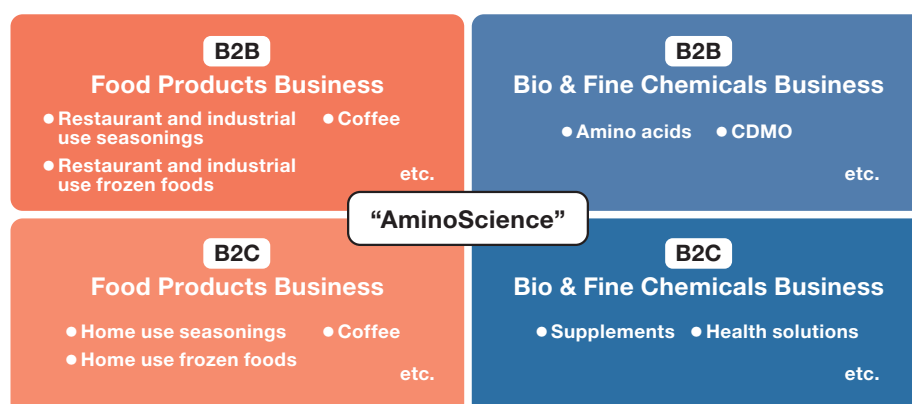 B2B
Food Products Business
● Restaurant and industrial use seasonings
● Coffee
● Restaurant and industrial use frozen foods
etc.
B2B
Bio & Fine Chemicals Business
● Amino acids ● CDMO
etc.
“AminoScience”
B2C
Food Products Business
● Home use seasonings ● Coffee
● Home use frozen foods
etc.
B2C
Bio & Fine Chemicals Business
● Supplements ● Health solutions
etc.